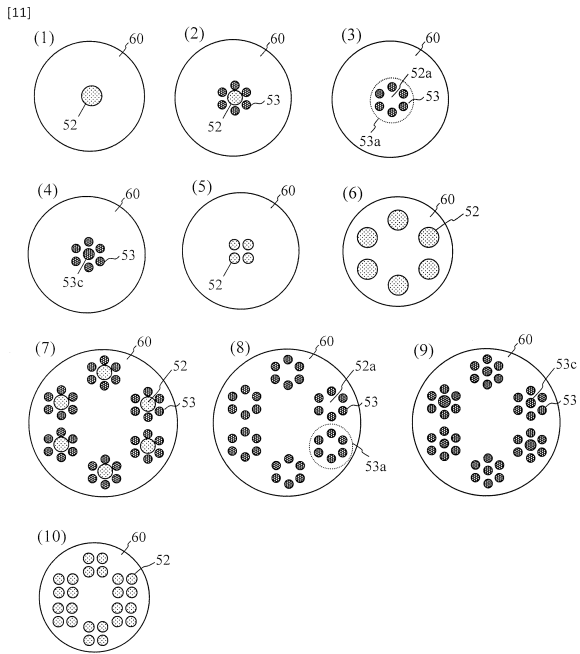 [11]
(1) 60 (2) 60 (3) 60
52a
53
52 52 53 53a
(4) 60 (5) 60 (6) 60
52
53
53c 52
(7) 60 (8) 60 (9) 60
52 52a 53c
53 53 53
53a
(10) 60
52